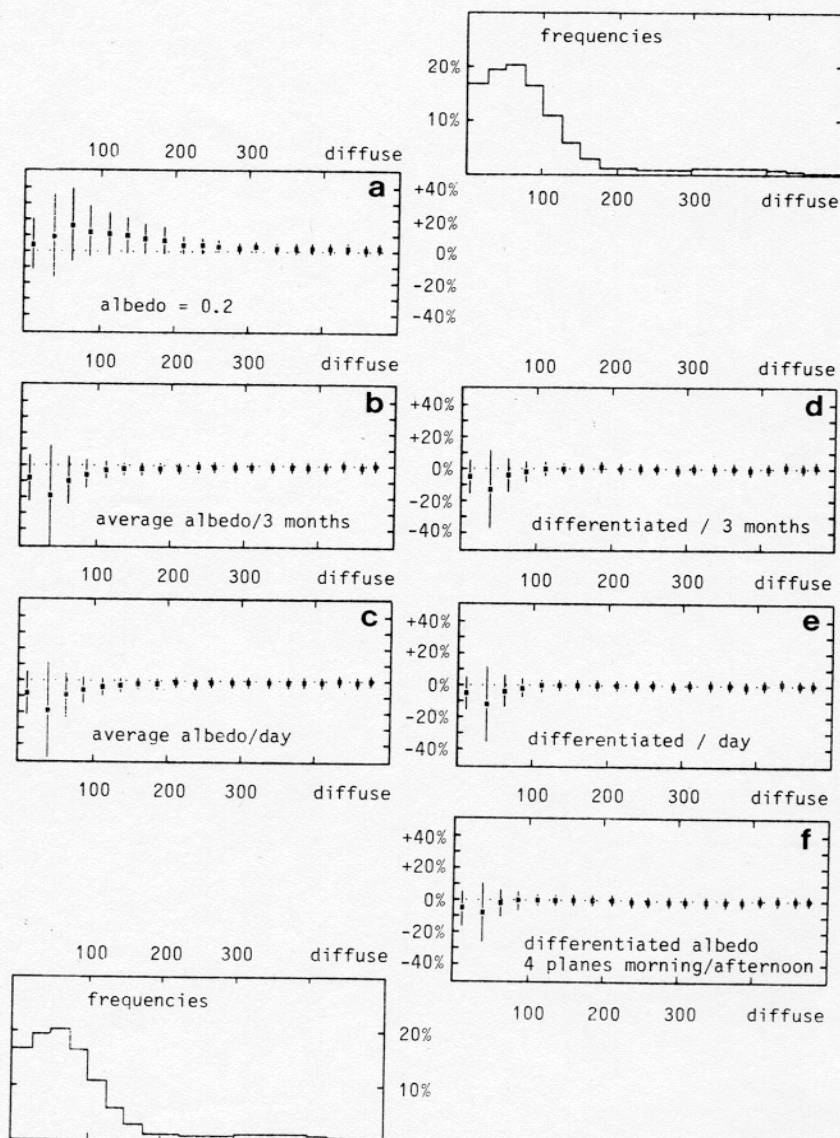 frequencies
20%
10%
100 200 300 diffuse
100 200 300 diffuse
a
+40%
+20%
0%
-20%
-40%
albedo = 0.2
100 200 300 diffuse
100 200 300 diffuse
b
+40%
+20%
0%
-20%
-40%
average albedo/3 months
d
differentiated / 3 months
100 200 300 diffuse
100 200 300 diffuse
c
+40%
+20%
0%
-20%
-40%
average albedo/day
e
differentiated / day
100 200 300 diffuse
100 200 300 diffuse
f
+40%
+20%
0%
-20%
-40%
differentiated albedo
4 planes morning/afternoon
100 200 300 diffuse
100 200 300 diffuse
frequencies
20%
10%